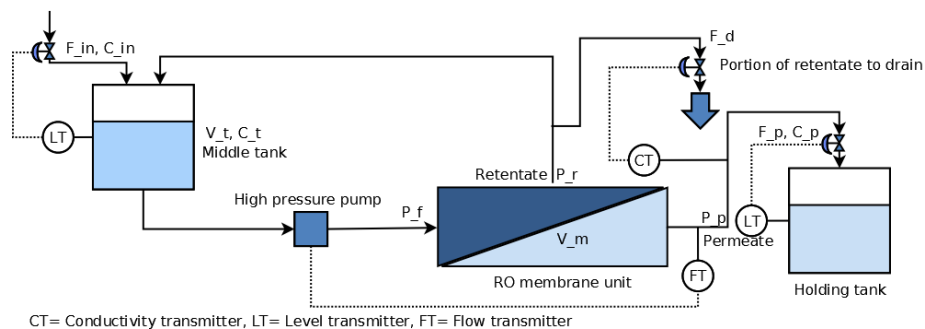 F_d
F_in, C_in
Portion of retentate to drain
LT
V_t, C_t
Middle tank
F_p, C_p
CT
Retentate
P_r
High pressure pump
P_f
P_p
LT
Permeate
V_m
FT
RO membrane unit
Holding tank
CT= Conductivity transmitter, LT= Level transmitter, FT= Flow transmitter